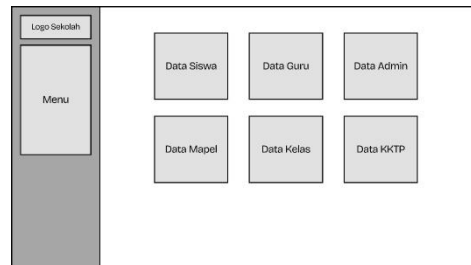 Logo Sekolah
Menu
Data Siswa
Data Guru
Data Admin
Data Mapel
Data Kelas
Data KKTP